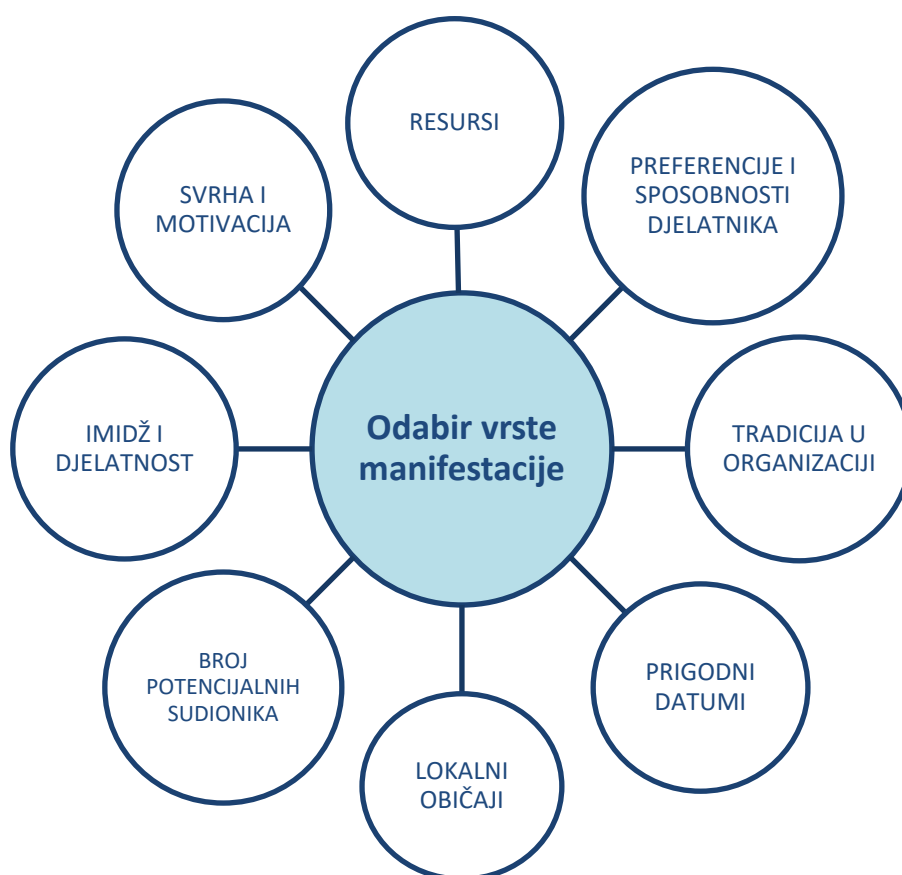 RESURSI
PREFERENCIJE I
SPOSOBNOSTI
DJELATNIKA
SVRHA I
MOTIVACIJA
Odabir vrste
manifestacije
IMIDŽ I
DJELATNOST
TRADICIJA U
ORGANIZACIJI
BROJ
POTENCIJALNIH
SUDIONIKA
PRIGODNI
DATUMI
LOKALNI
OBIČAJI